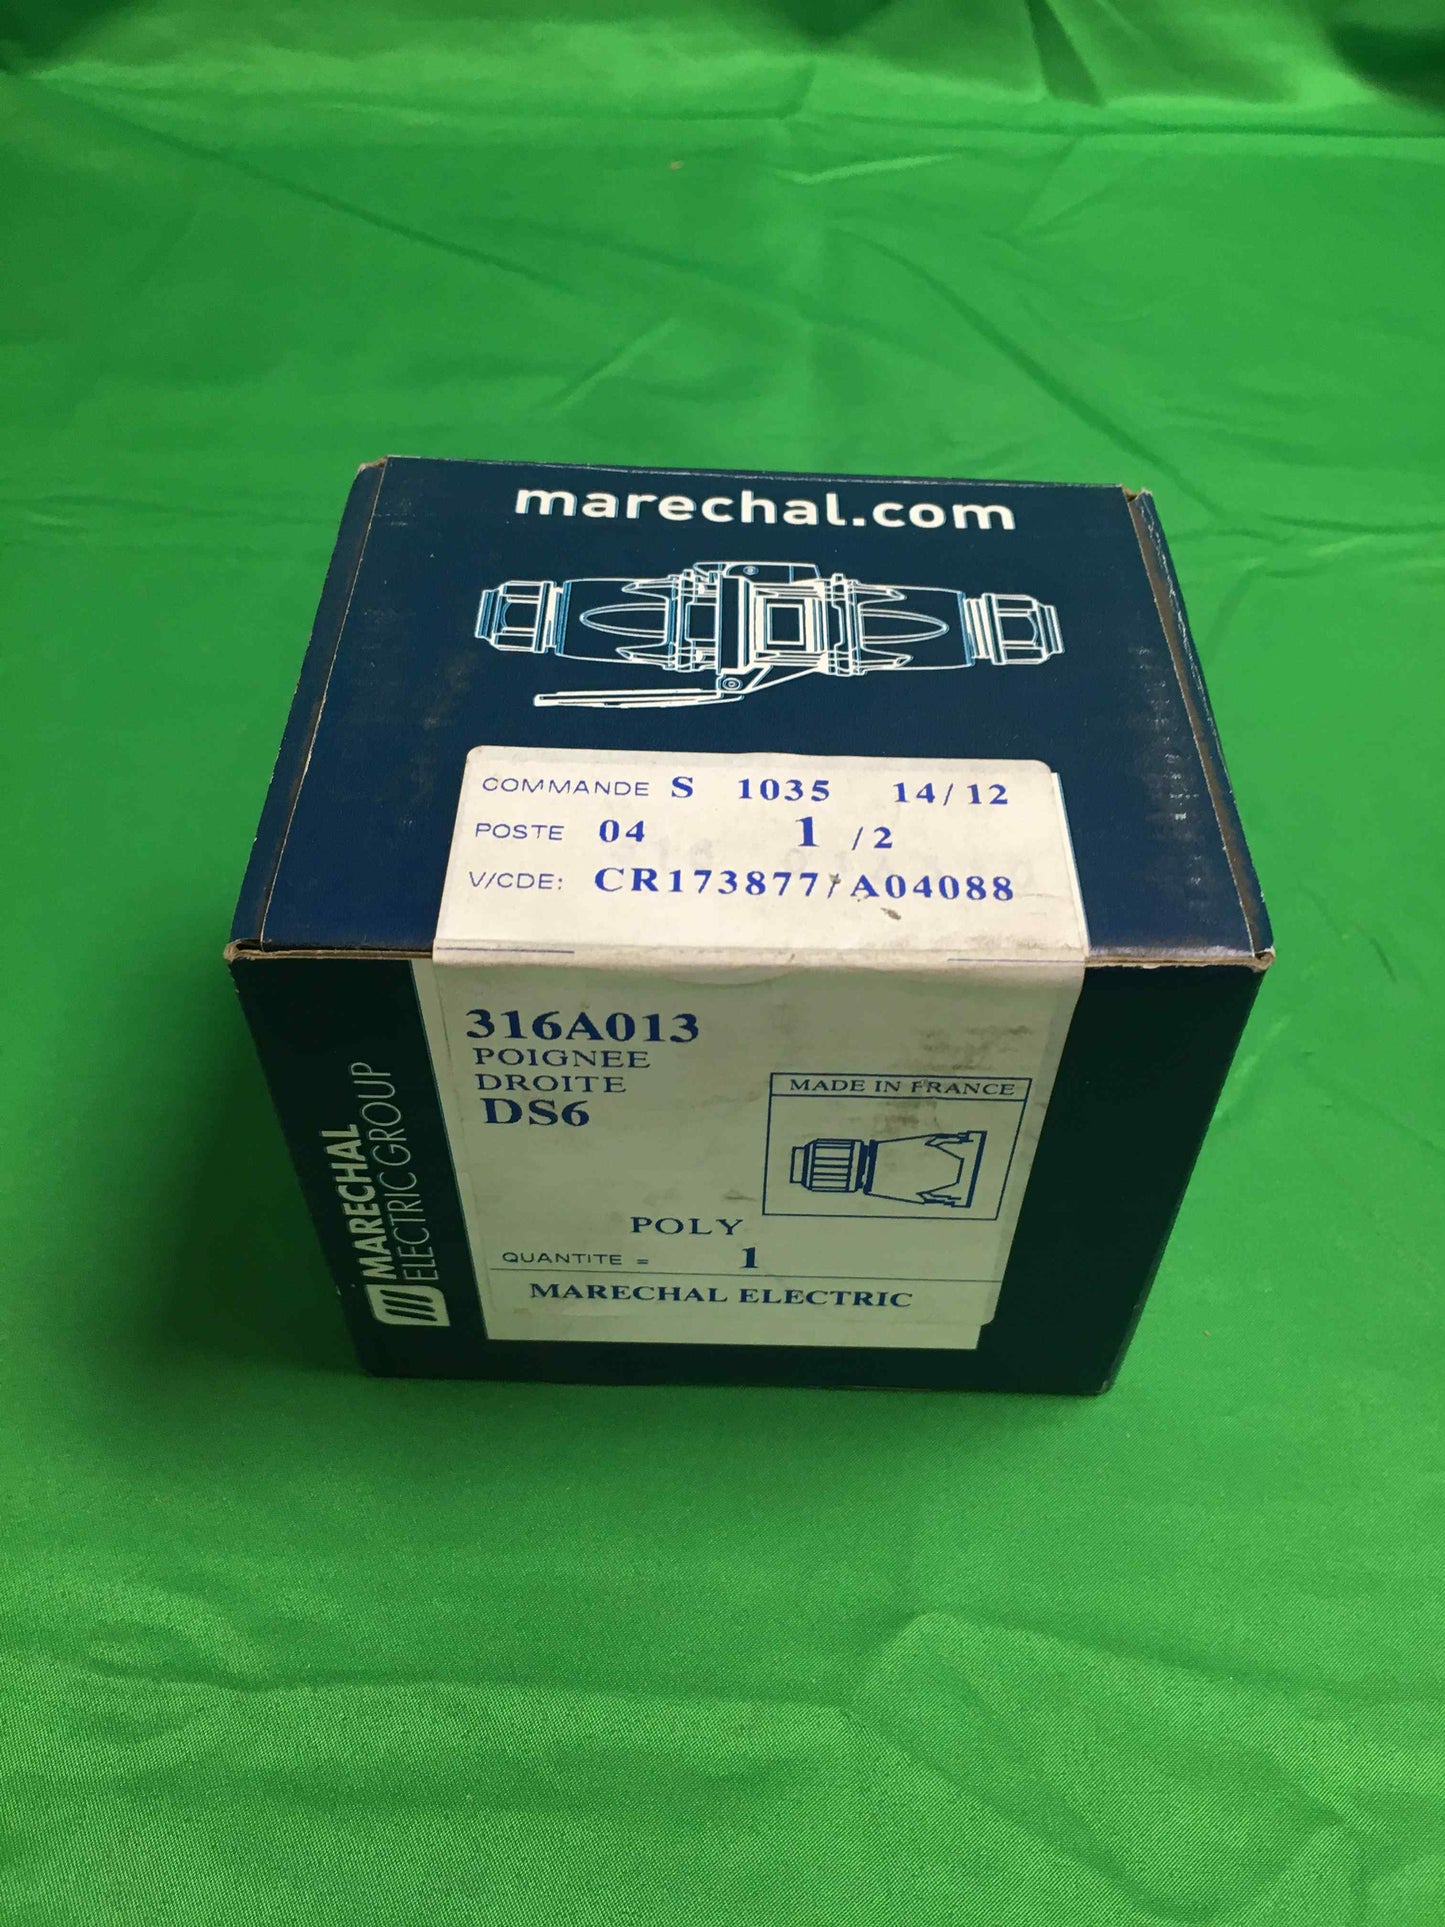 marechal.com
COMMANDE S 1035 14/12
POSTE 04 1 /2
V/CDE: CR173877/A04088
316A013
POIGNEE
DROITE
DS6
MADE IN FRANCE
POLY
QUANTITE = 1
MARECHAL ELECTRIC
MARECHAL
ELECTRIC GROUP